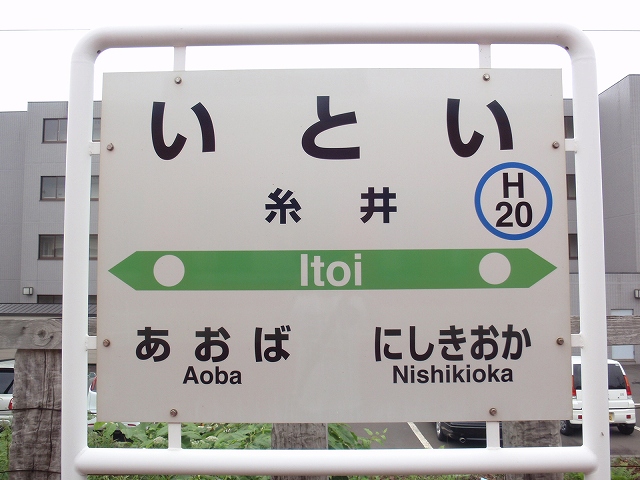 いとい
糸井
H
20
Itoi
あおば
Aoba
にしきおか
Nishikioka